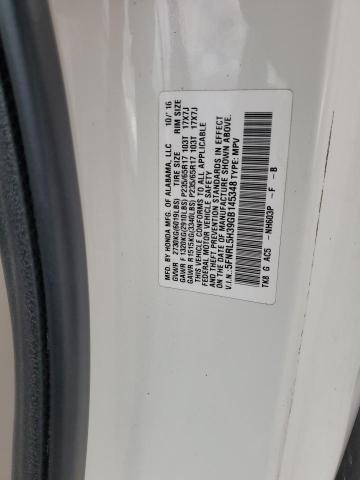 MFD BY HONDA MFG. OF ALABAMA, LLC 10/16
GVWR 2730KG(6019LBS) TIRE SIZE RIM SIZE
GAWR F 1320KG(2910LBS) P235/65R17 103T 17X7J
GAWR R 1515KG(3340LBS) P235/65R17 103T 17X7J
THIS VEHICLE CONFORMS TO ALL APPLICABLE
FEDERAL MOTOR VEHICLE SAFETY
AND THEFT PREVENTION STANDARDS IN EFFECT
ON THE DATE OF MANUFACTURE SHOWN ABOVE.
V.I.N.: 5FNRL5H39GB145348 TYPE: MPV
TK8 G AC5 -NH603P -F -B